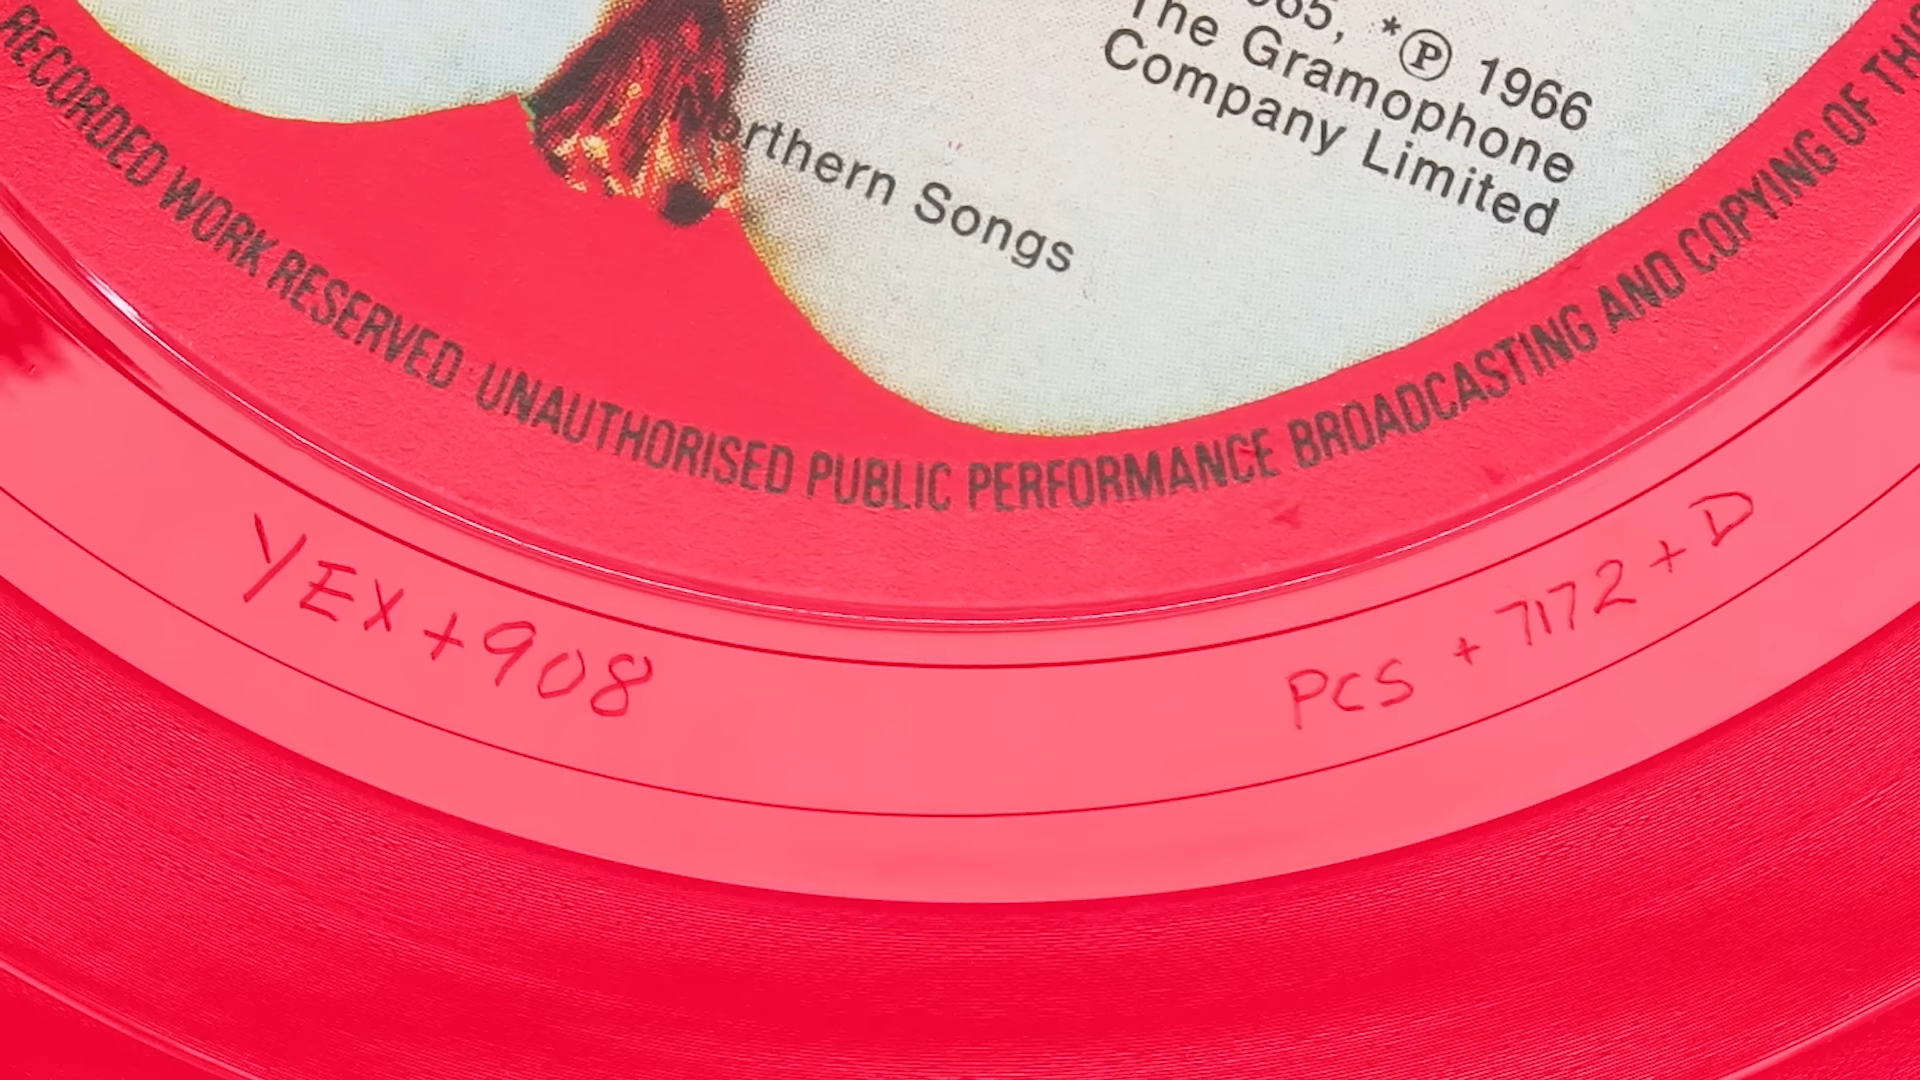 *Ⓟ 1966
The Gramophone
Company Limited
Northern Songs
RECORDED WORK RESERVED · UNAUTHORISED PUBLIC PERFORMANCE BROADCASTING AND COPYING OF THIS
YEX+908
PCS + 7172+D